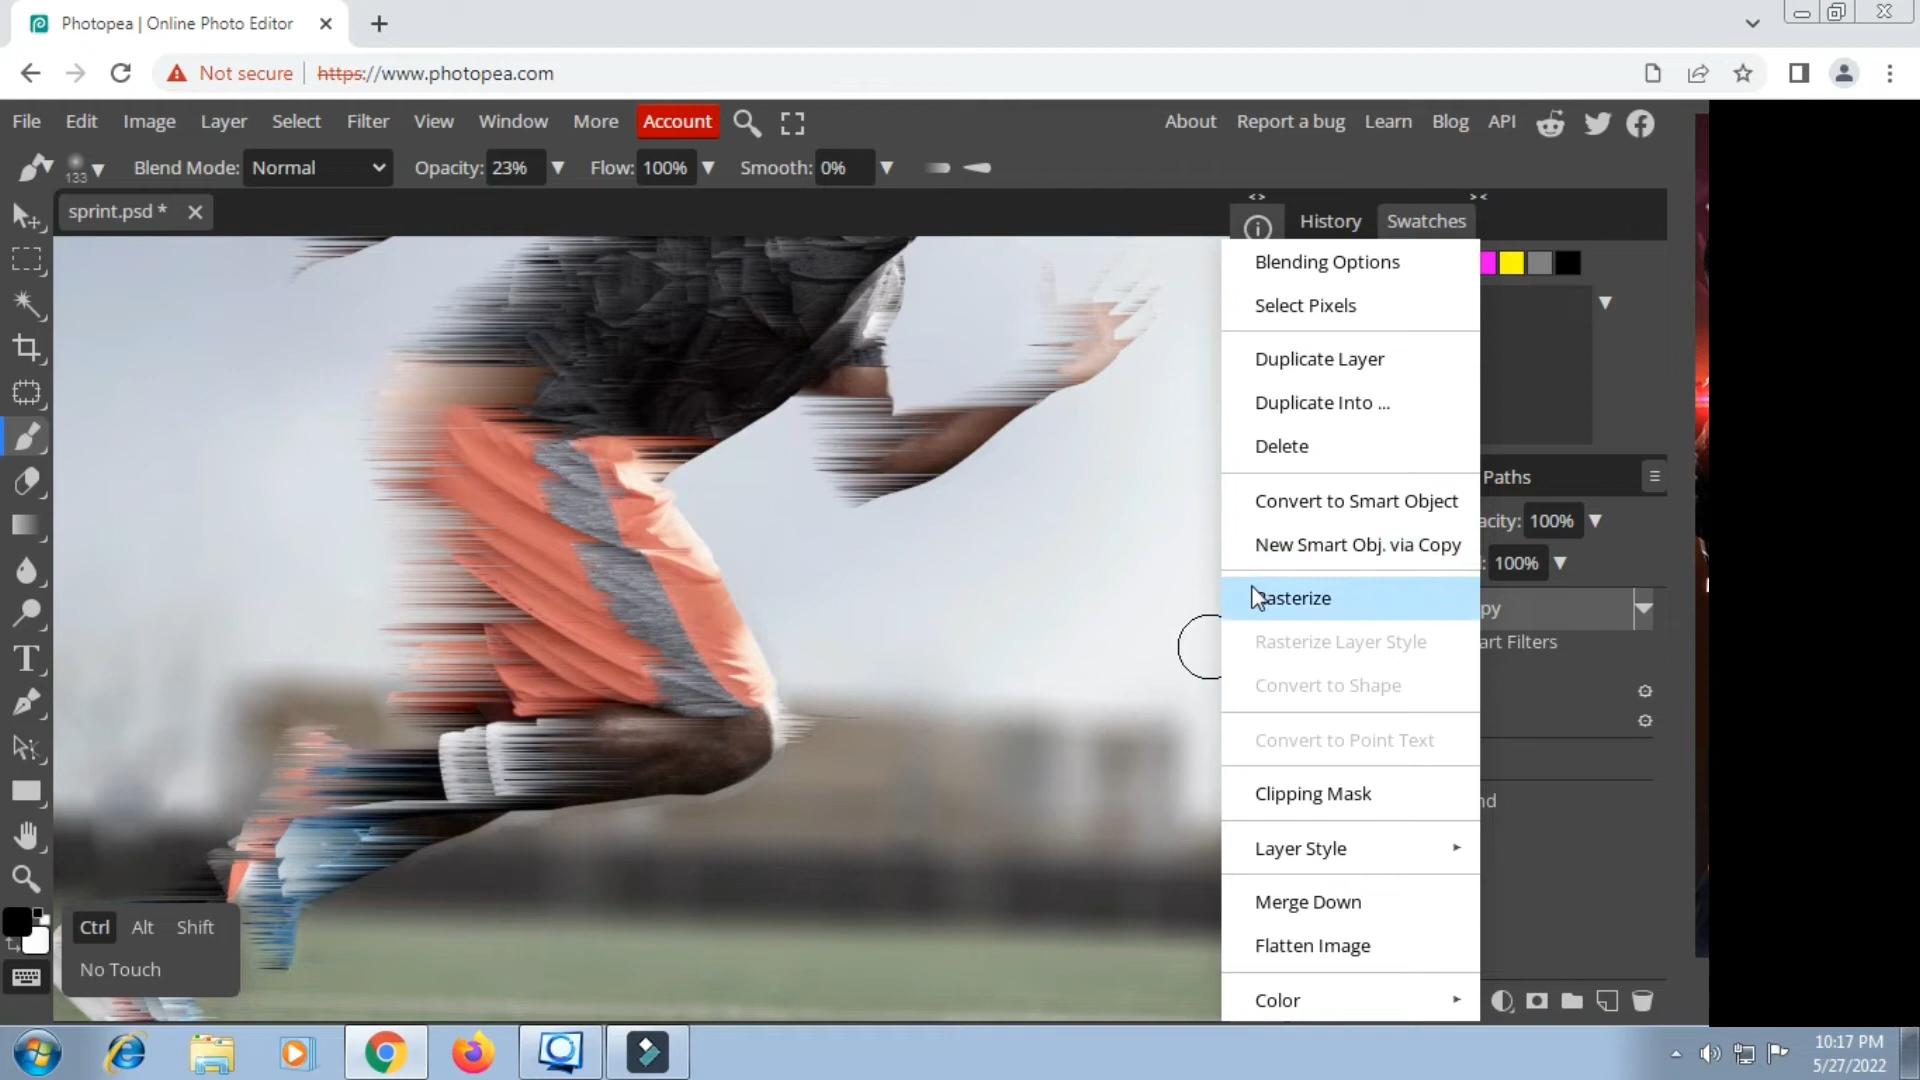 Photopea | Online Photo Editor
Not secure https://www.photopea.com
File Edit Image Layer Select Filter View Window More Account About Report a bug Learn Blog API
133 Blend Mode: Normal Opacity: 23% Flow: 100% Smooth: 0%
sprint.psd *
<> ><
History Swatches
Blending Options
Select Pixels
Duplicate Layer
Duplicate Into ...
Delete
Paths
Convert to Smart Object
acity: 100%
New Smart Obj. via Copy
: 100%
Rasterize
py
Rasterize Layer Style
art Filters
Convert to Shape
Convert to Point Text
Clipping Mask
nd
Layer Style
Merge Down
Flatten Image
Color
Ctrl Alt Shift
No Touch
10:17 PM
5/27/2022